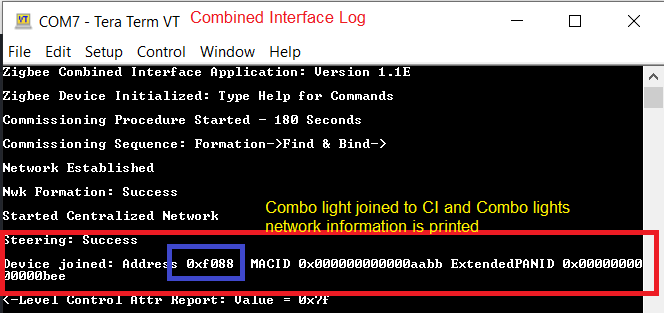 COM7 - Tera Term VT
Combined Interface Log
File Edit Setup Control Window Help
Zigbee Combined Interface Application: Version 1.1E
Zigbee Device Initialized: Type Help for Commands
Commissioning Procedure Started - 180 Seconds
Commissioning Sequence: Formation->Find & Bind->
Network Established
Nwk Formation: Success
Started Centralized Network
Combo light joined to CI and Combo lights
network information is printed
Steering: Success
Device joined: Address 0xf088 MACID 0x000000000000aabb ExtendedPANID 0x00000000
00000bee
<-Level Control Attr Report: Value = 0x7f